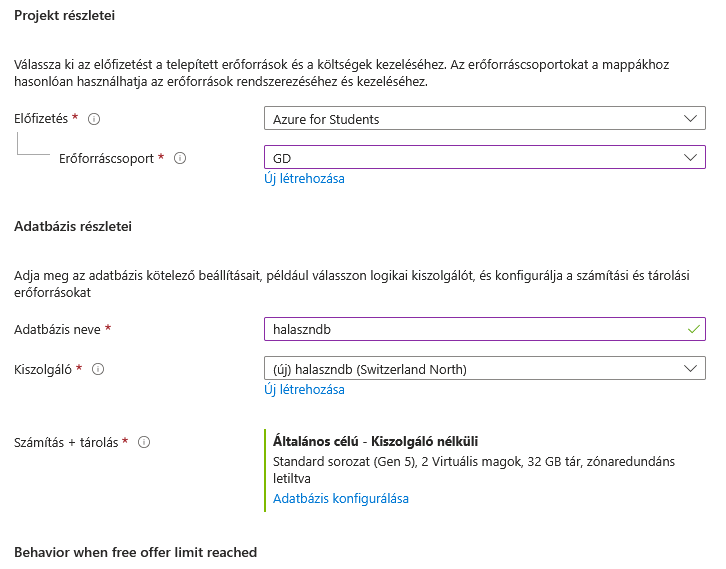 Projekt részletei
Válassza ki az előfizetést a telepített erőforrások és a költségek kezeléséhez. Az erőforráscsoportokat a mappákhoz
hasonlóan használhatja az erőforrások rendszerezéséhez és kezeléséhez.
Előfizetés *
Azure for Students
Erőforráscsoport *
GD
Új létrehozása
Adatbázis részletei
Adja meg az adatbázis kötelező beállításait, például válasszon logikai kiszolgálót, és konfigurálja a számítási és tárolási
erőforrásokat
Adatbázis neve *
halaszndb
Kiszolgáló *
(új) halaszndb (Switzerland North)
Új létrehozása
Számítás + tárolás *
Általános célú - Kiszolgáló nélküli
Standard sorozat (Gen 5), 2 Virtuális magok, 32 GB tár, zónaredundáns
letiltva
Adatbázis konfigurálása
Behavior when free offer limit reached